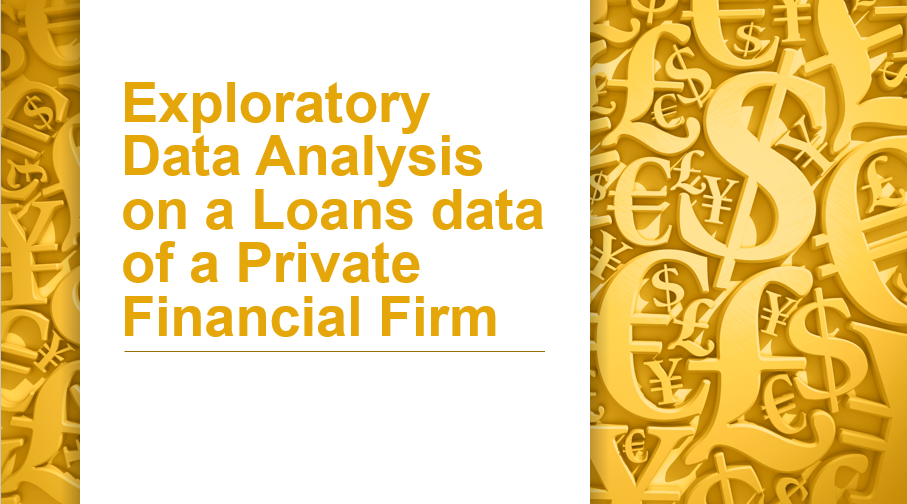 Exploratory
Data Analysis
on a Loans data
of a Private
Financial Firm